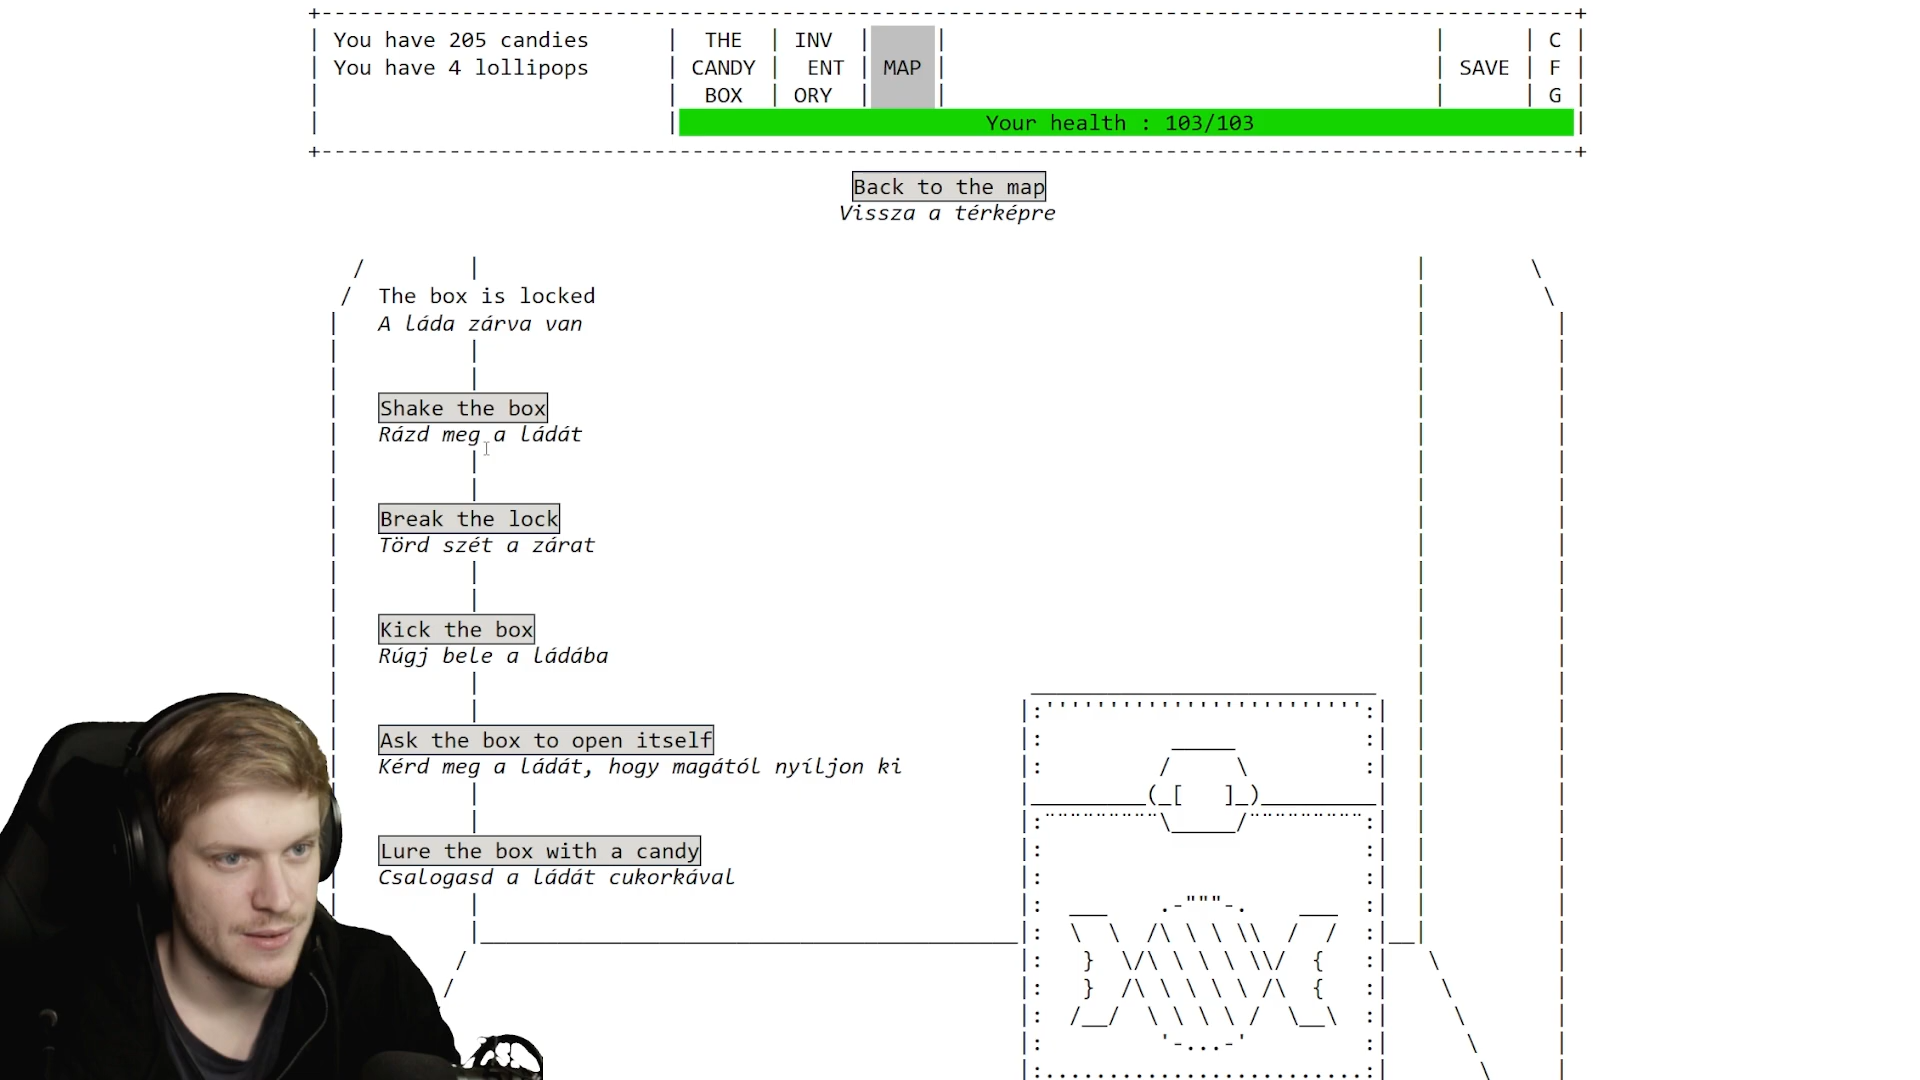 You have 205 candies
You have 4 lollipops
THE CANDY BOX
INVENTORY
MAP
SAVE
CFG
Your health : 103/103
Back to the map
Vissza a térképre
The box is locked
A láda zárva van
Shake the box
Rázd meg a ládát
Break the lock
Törd szét a zárat
Kick the box
Rúgj bele a ládába
Ask the box to open itself
Kérd meg a ládát, hogy magától nyíljon ki
Lure the box with a candy
Csalogasd a ládát cukorkával